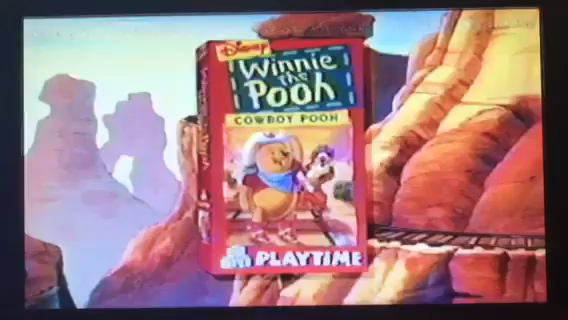 Disney
Winnie
the
Pooh
COWBOY POOH
PLAYTIME